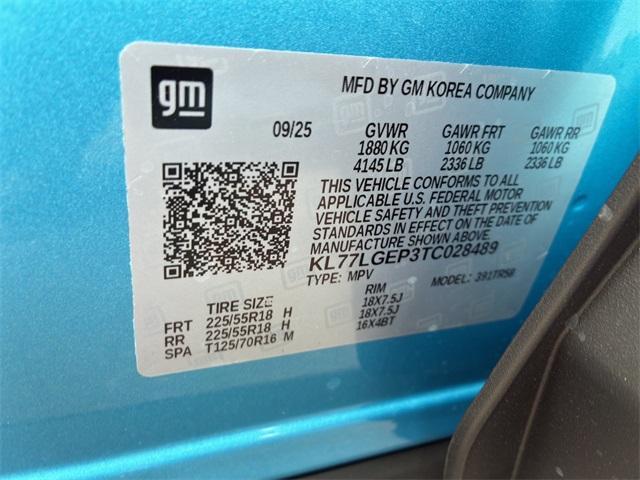 gm
MFD BY GM KOREA COMPANY
09/25 GVWR GAWR FRT GAWR RR
1880 KG 1060 KG 1060 KG
4145 LB 2336 LB 2336 LB
THIS VEHICLE CONFORMS TO ALL
APPLICABLE U.S. FEDERAL MOTOR
VEHICLE SAFETY AND THEFT PREVENTION
STANDARDS IN EFFECT ON THE DATE OF
MANUFACTURE SHOWN ABOVE.
KL77LGEP3TC028489
TYPE: MPV MODEL: 391TR58
TIRE SIZE RIM
FRT 225/55R18 H 18X7.5J
RR 225/55R18 H 18X7.5J
SPA T125/70R16 M 16X4BT